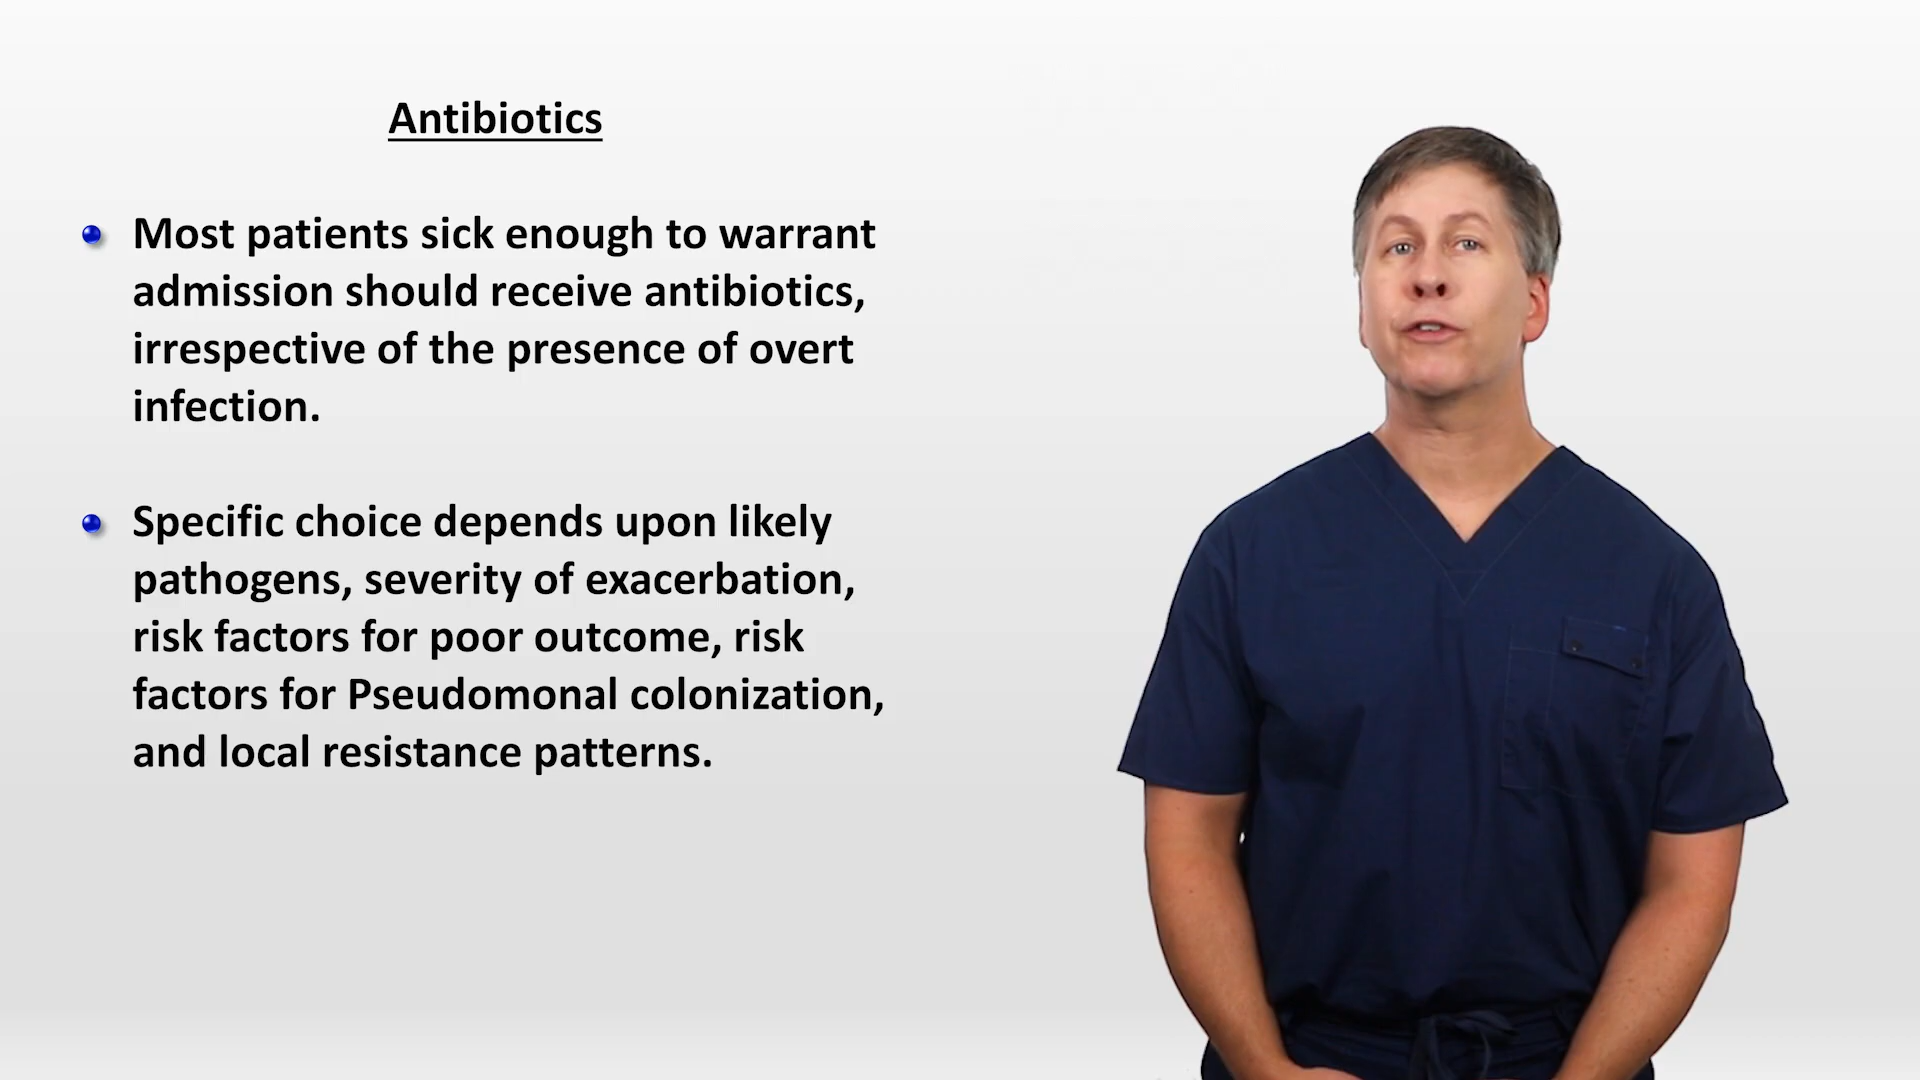 Antibiotics
Most patients sick enough to warrant
admission should receive antibiotics,
irrespective of the presence of overt
infection.
Specific choice depends upon likely
pathogens, severity of exacerbation,
risk factors for poor outcome, risk
factors for Pseudomonal colonization,
and local resistance patterns.